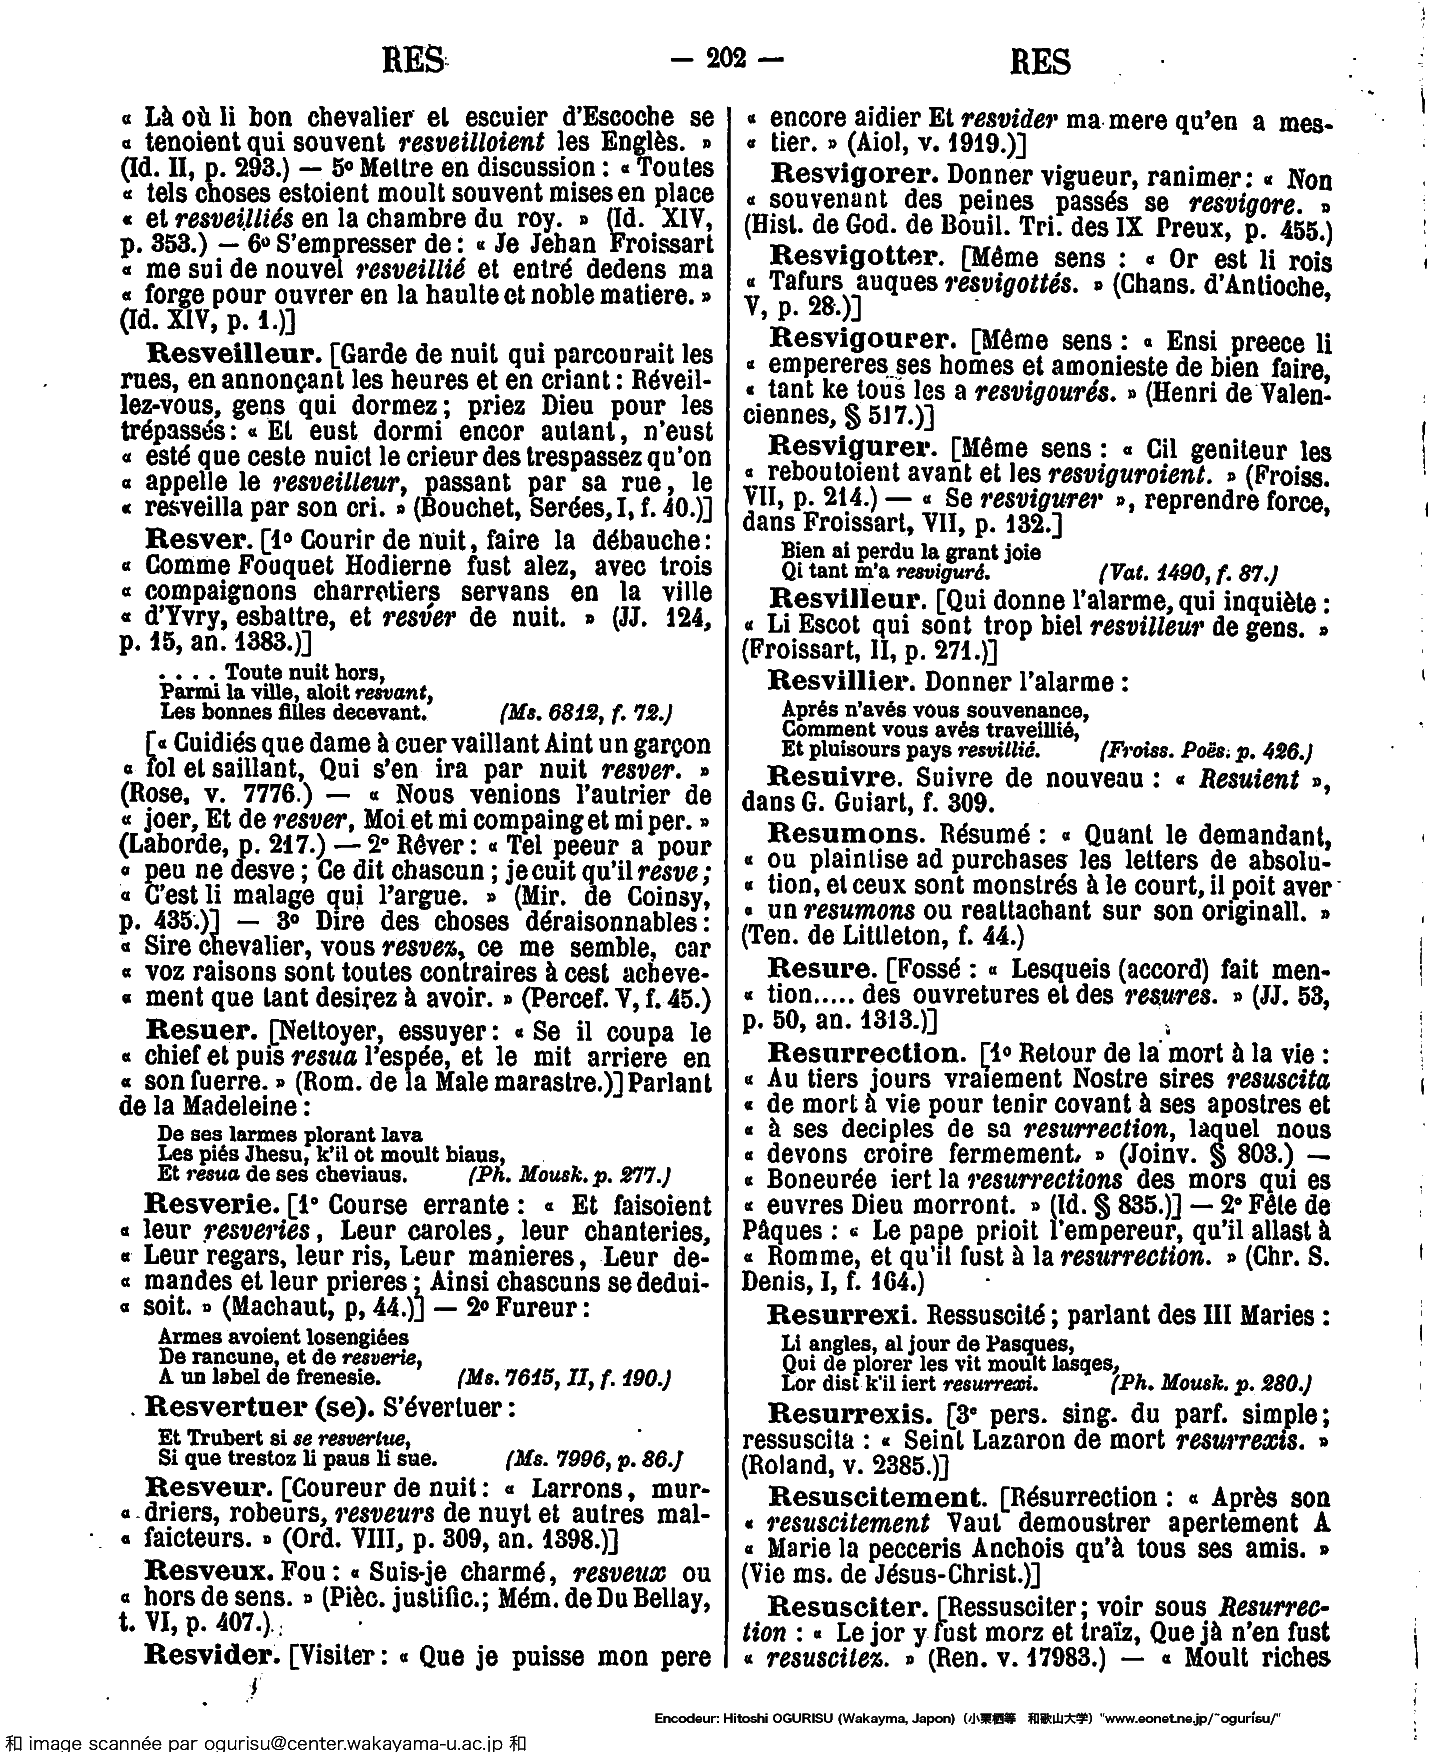 RES
— 202 —
RES
« Là où li bon chevalier et escuier d'Escoche se
« tenoient qui souvent resveilloient les Englès. »
(Id. II, p. 293.) — 5º Mettre en discussion : « Toutes
« tels choses estoient moult souvent mises en place
« et resveilliés en la chambre du roy. » (Id. XIV,
p. 353.) — 6º S'empresser de : « Je Jehan Froissart
« me sui de nouvel resveillié et entré dedens ma
« forge pour ouvrer en la haulte et noble matiere. »
(Id. XIV, p. 1.)]
Resveilleur. [Garde de nuit qui parcourait les
rues, en annonçant les heures et en criant : Réveil-
lez-vous, gens qui dormez ; priez Dieu pour les
trépassés : « Et eust dormi encor autant, n'eust
« esté que ceste nuict le crieur des trespassez qu'on
« appelle le resveilleur, passant par sa rue, le
« resveilla par son cri. » (Bouchet, Serées, I, f. 40.)]
Resver. [1º Courir de nuit, faire la débauche :
« Comme Fouquet Hodierne fust alez, avec trois
« compaignons charretiers servans en la ville
« d'Yvry, esbattre, et resver de nuit. » (JJ. 124,
p. 15, an. 1383.)]
. . . . Toute nuit hors,
Parmi la ville, aloit resvant,
Les bonnes filles decevant. (Ms. 6812, f. 72.)
[« Cuidiés que dame à cuer vaillant Aint un garçon
« fol et saillant, Qui s'en ira par nuit resver. »
(Rose, v. 7776.) — « Nous venions l'autrier de
« joer, Et de resver, Moi et mi compaing et mi per. »
(Laborde, p. 217.) — 2º Rêver : « Tel peeur a pour
« peu ne desve ; Ce dit chascun ; je cuit qu'il resve ;
« C'est li malage qui l'argue. » (Mir. de Coinsy,
p. 435.)] — 3º Dire des choses déraisonnables :
« Sire chevalier, vous resvez, ce me semble, car
« voz raisons sont toutes contraires à cest acheve-
« ment que tant desirez à avoir. » (Percef. V, f. 45.)
Resuer. [Nettoyer, essuyer : « Se il coupa le
« chief et puis resua l'espée, et le mit arriere en
« son fuerre. » (Rom. de la Male marastre.)] Parlant
de la Madeleine :
De ses larmes plorant lava
Les piés Jhesu, k'il ot moult biaus,
Et resua de ses cheviaus. (Ph. Mousk. p. 277.)
Resverie. [1º Course errante : « Et faisoient
« leur resveries, Leur caroles, leur chanteries,
« Leur regars, leur ris, Leur manieres, Leur de-
« mandes et leur prieres ; Ainsi chascuns se dedui-
« soit. » (Machaut, p, 44.)] — 2º Fureur :
Armes avoient losengiées
De rancune, et de resverie,
A un label de frenesie. (Ms. 7615, II, f. 190.)
Resvertuer (se). S'évertuer :
Et Trubert si se resvertue,
Si que trestoz li paus li sue. (Ms. 7996, p. 86.)
Resveur. [Coureur de nuit : « Larrons, mur-
« driers, robeurs, resveurs de nuyt et autres mal-
« faicteurs. » (Ord. VIII, p. 309, an. 1398.)]
Resveux. Fou : « Suis-je charmé, resveux ou
« hors de sens. » (Pièc. justific.; Mém. de Du Bellay,
t. VI, p. 407.)
Resvider. [Visiter : « Que je puisse mon pere
« encore aidier Et resvider ma mere qu'en a mes-
« tier. » (Aiol, v. 1919.)]
Resvigorer. Donner vigueur, ranimer : « Non
« souvenant des peines passés se resvigore. »
(Hist. de God. de Bouil. Tri. des IX Preux, p. 455.)
Resvigotter. [Même sens : « Or est li rois
« Tafurs auques resvigottés. » (Chans. d'Antioche,
V, p. 28.)]
Resvigourer. [Même sens : « Ensi preece li
« empereres ses homes et amonieste de bien faire,
« tant ke tous les a resvigourés. » (Henri de Valen-
ciennes, § 517.)]
Resvigurer. [Même sens : « Cil geniteur les
« reboutoient avant et les resviguroient. » (Froiss.
VII, p. 214.) — « Se resvigurer », reprendre force,
dans Froissart, VII, p. 132.]
Bien ai perdu la grant joie
Qi tant m'a resviguré. (Vat. 1490, f. 87.)
Resvilleur. [Qui donne l'alarme, qui inquiète :
« Li Escot qui sont trop biel resvilleur de gens. »
(Froissart, II, p. 271.)]
Resvillier. Donner l'alarme :
Aprés n'avés vous souvenance,
Comment vous avés traveillié,
Et pluisours pays resvillié. (Froiss. Poës. p. 426.)
Resuivre. Suivre de nouveau : « Resuient »,
dans G. Guiart, f. 309.
Resumons. Résumé : « Quant le demandant,
« ou plaintise ad purchases les letters de absolu-
« tion, et ceux sont monstrés à le court, il poit aver
« un resumons ou reattachant sur son originall. »
(Ten. de Littleton, f. 44.)
Resure. [Fossé : « Lesqueis (accord) fait men-
« tion..... des ouvretures et des resures. » (JJ. 53,
p. 50, an. 1313.)]
Resurrection. [1º Retour de la mort à la vie :
« Au tiers jours vraiement Nostre sires resuscita
« de mort à vie pour tenir covant à ses apostres et
« à ses deciples de sa resurrection, laquel nous
« devons croire fermement. » (Joinv. § 803.) —
« Boneurée iert la resurrections des mors qui es
« euvres Dieu morront. » (Id. § 835.)] — 2º Fête de
Pâques : « Le pape prioit l'empereur, qu'il allast à
« Romme, et qu'il fust à la resurrection. » (Chr. S.
Denis, I, f. 164.)
Resurrexi. Ressuscité ; parlant des III Maries :
Li angles, al jour de Pasques,
Qui de plorer les vit moult lasqes,
Lor dist k'il iert resurrexi. (Ph. Mousk. p. 280.)
Resurrexis. [3º pers. sing. du parf. simple ;
ressuscita : « Seint Lazaron de mort resurrexis. »
(Roland, v. 2385.)]
Resuscitement. [Résurrection : « Après son
« resuscitement Vaut demoustrer apertement A
« Marie la pecceris Anchois qu'à tous ses amis. »
(Vie ms. de Jésus-Christ.)]
Resusciter. [Ressusciter ; voir sous Resurrec-
tion : « Le jor y fust morz et traïz, Que jà n'en fust
« resuscitez. » (Ren. v. 17983.) — « Moult riches
Encodeur: Hitoshi OGURISU (Wakayma, Japon) (小栗栖等 和歌山大学) "www.eonet.ne.jp/~ogurisu/"
和 image scannée par ogurisu@center.wakayama-u.ac.jp 和